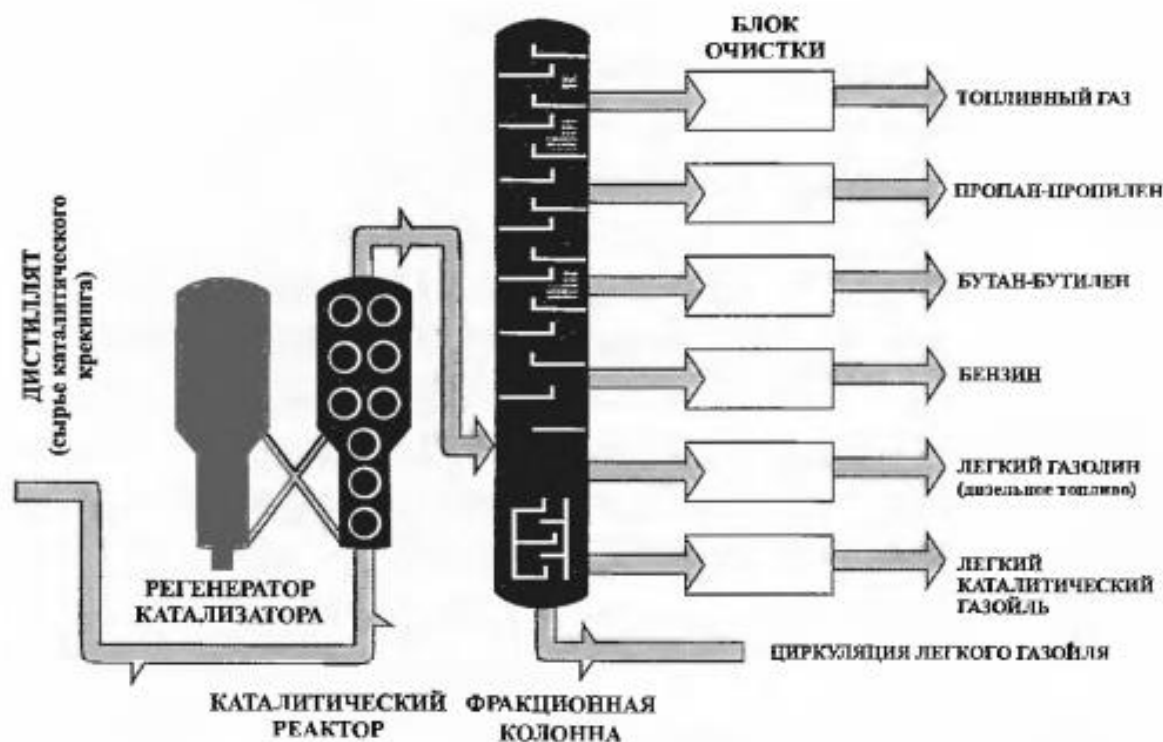 БЛОК
ОЧИСТКИ
ТОПЛИВНЫЙ ГАЗ
ПРОПАН-ПРОПИЛЕН
БУТАН-БУТИЛЕН
БЕНЗИН
ЛЕГКИЙ ГАЗОЛИН
(дизельное топливо)
ЛЕГКИЙ
КАТАЛИТИЧЕСКИЙ
ГАЗОЙЛЬ
ЦИРКУЛЯЦИЯ ЛЕГКОГО ГАЗОЙЛЯ
ДИСТИЛЛЯТ
(сырье каталитического
крекинга)
РЕГЕНЕРАТОР
КАТАЛИЗАТОРА
КАТАЛИТИЧЕСКИЙ
РЕАКТОР
ФРАКЦИОННАЯ
КОЛОННА